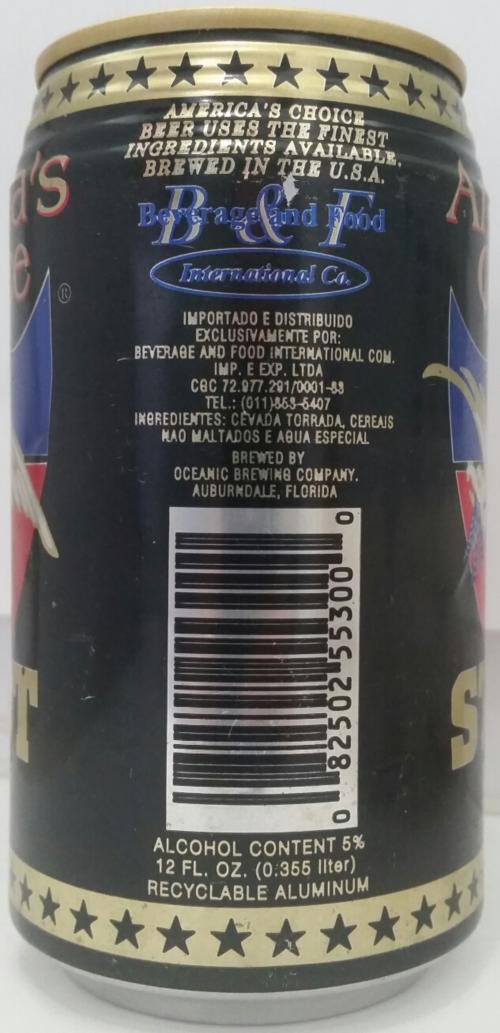 AMERICA'S CHOICE
BEER USES THE FINEST
INGREDIENTS AVAILABLE.
BREWED IN THE U.S.A.
B & F
Beverage and Food
International Co.
a's
e
®
IMPORTADO E DISTRIBUIDO
EXCLUSIVAMENTE POR:
BEVERAGE AND FOOD INTERNATIONAL COM.
IMP. E EXP. LTDA
CGC 72.977.291/0001-83
TEL.: (011)853-6407
INGREDIENTES: CEVADA TORRADA, CEREAIS
NAO MALTADOS E AGUA ESPECIAL
BREWED BY
OCEANIC BREWING COMPANY.
AUBURNDALE, FLORIDA
0 82502 55300 0
T
S
A
ALCOHOL CONTENT 5%
12 FL. OZ. (0.355 liter)
RECYCLABLE ALUMINUM